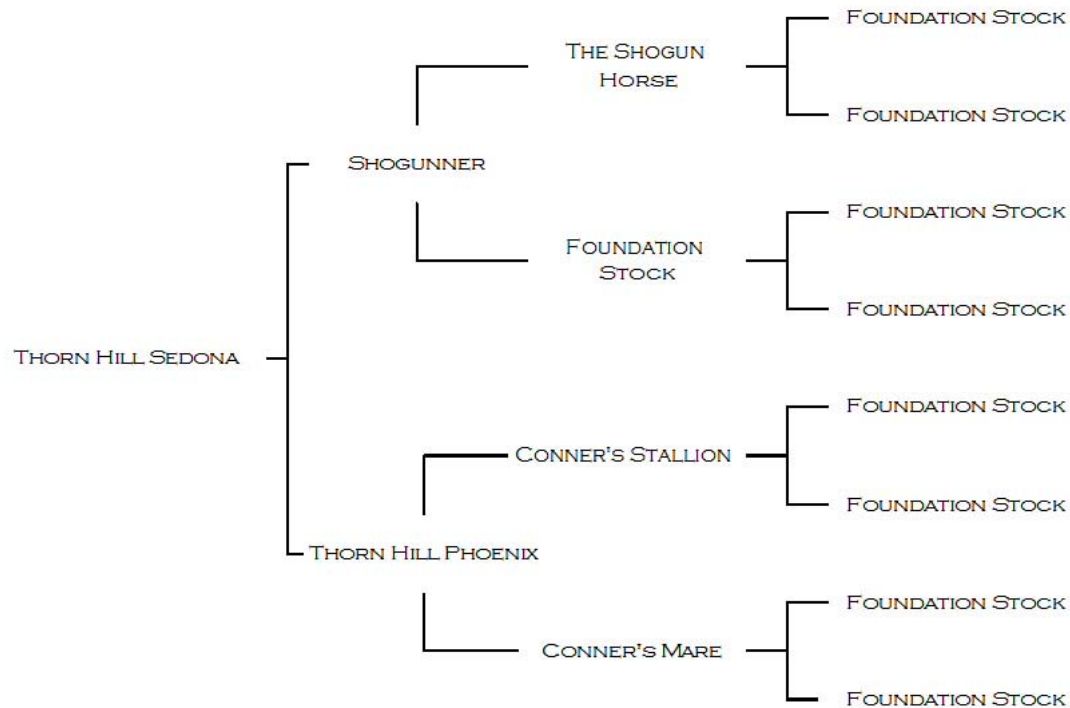 Foundation Stock
The Shogun
Horse
Foundation Stock
Shogunner
Foundation Stock
Foundation
Stock
Foundation Stock
Thorn Hill Sedona
Foundation Stock
Conner's Stallion
Foundation Stock
Thorn Hill Phoenix
Foundation Stock
Conner's Mare
Foundation Stock